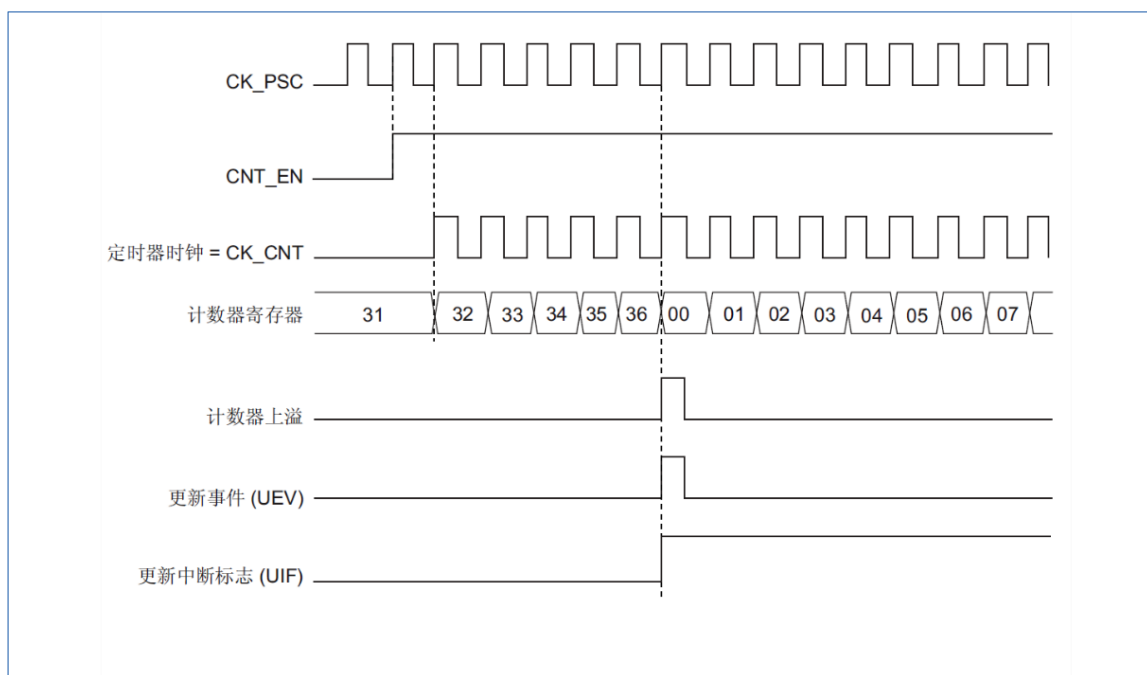 CK_PSC
CNT_EN
定时器时钟 = CK_CNT
计数器寄存器 31 32 33 34 35 36 00 01 02 03 04 05 06 07
计数器上溢
更新事件 (UEV)
更新中断标志 (UIF)